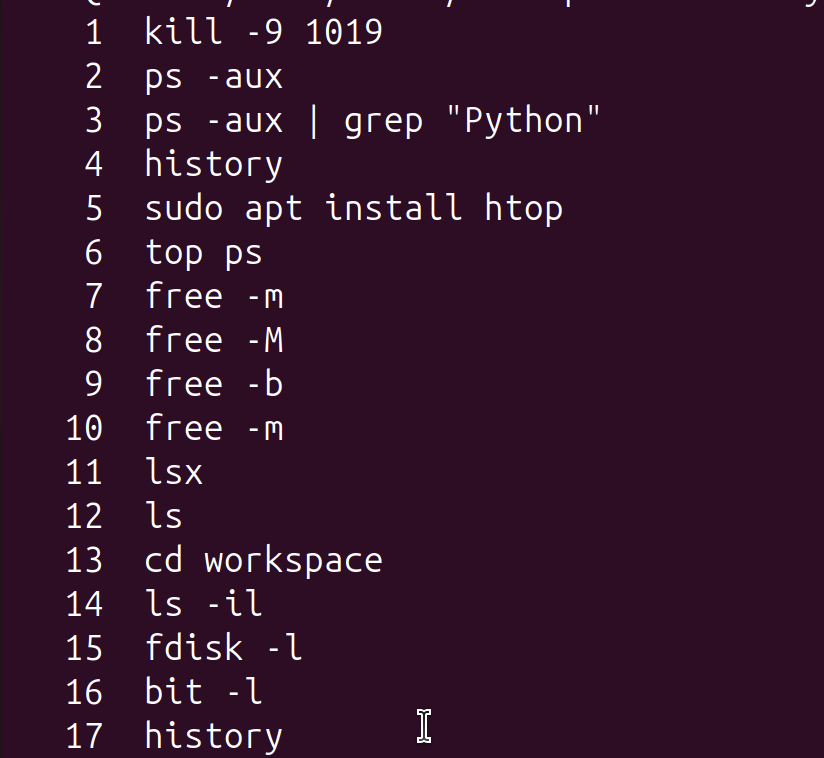 1 kill -9 1019
2 ps -aux
3 ps -aux | grep "Python"
4 history
5 sudo apt install htop
6 top ps
7 free -m
8 free -M
9 free -b
10 free -m
11 lsx
12 ls
13 cd workspace
14 ls -il
15 fdisk -l
16 bit -l
17 history